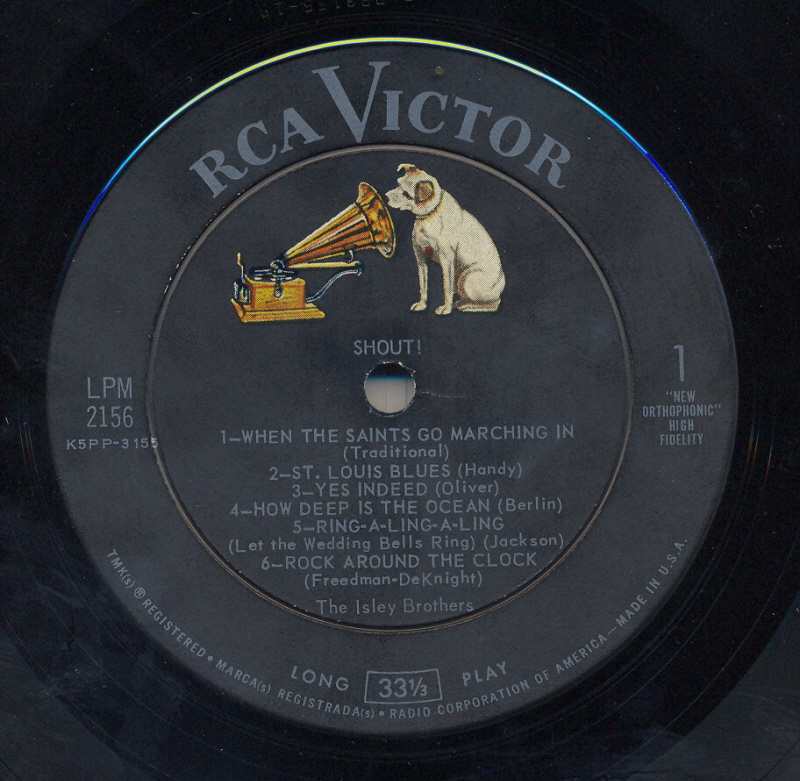 RCA VICTOR
SHOUT!
LPM
2156
K5PP-3155
1
"NEW
ORTHOPHONIC"
HIGH
FIDELITY
1—WHEN THE SAINTS GO MARCHING IN
(Traditional)
2—ST. LOUIS BLUES (Handy)
3—YES INDEED (Oliver)
4—HOW DEEP IS THE OCEAN (Berlin)
5—RING-A-LING-A-LING
(Let the Wedding Bells Ring) (Jackson)
6—ROCK AROUND THE CLOCK
(Freedman-DeKnight)
The Isley Brothers
LONG 33⅓ PLAY
TMK(s) ® REGISTERED • MARCA(s) REGISTRADA(s) • RADIO CORPORATION OF AMERICA—MADE IN U.S.A.